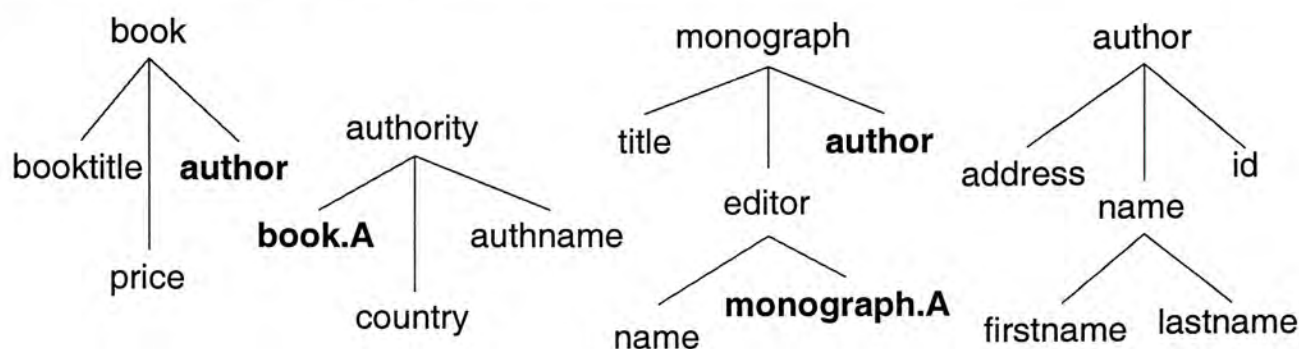 book
booktitle
price
author
authority
book.A
country
authname
monograph
title
editor
author
name
monograph.A
author
address
name
id
firstname
lastname